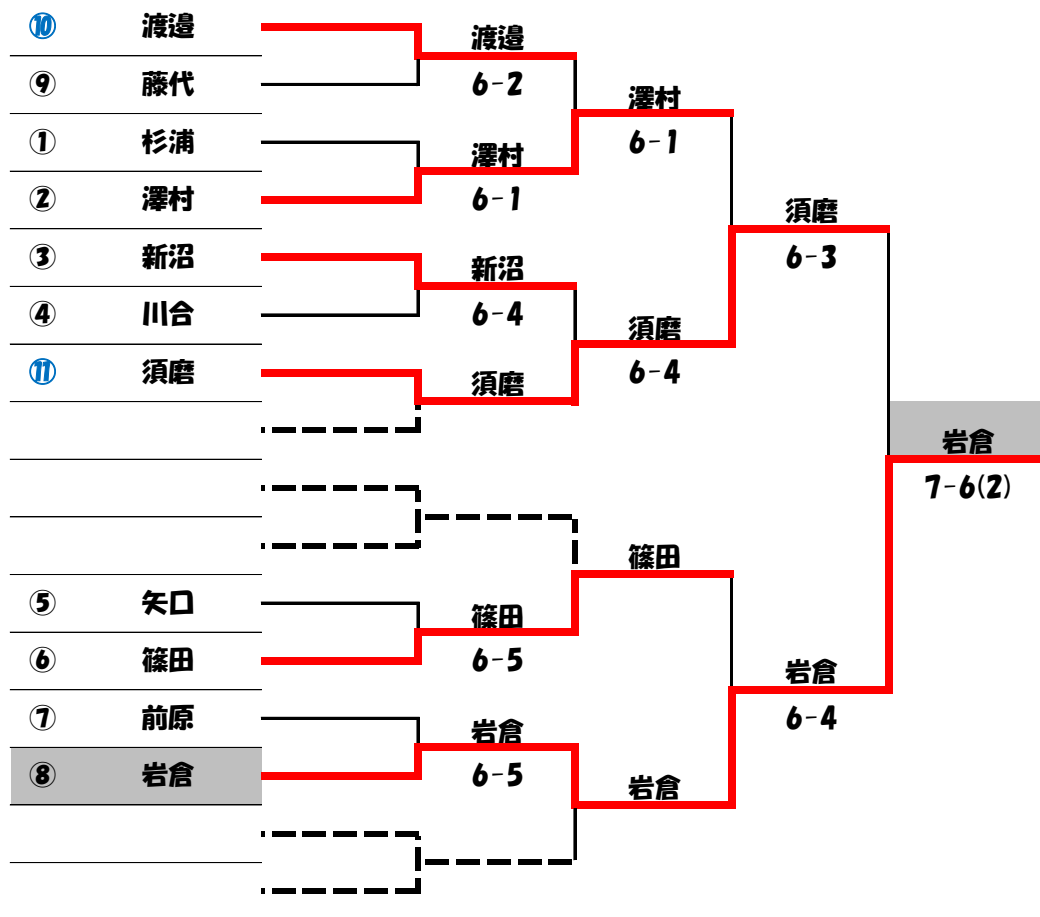 ⑩ 渡邉
⑨ 藤代
① 杉浦
② 澤村
③ 新沼
④ 川合
⑪ 須磨
⑤ 矢口
⑥ 篠田
⑦ 前原
⑧ 岩倉
渡邉
6-2
澤村
6-1
新沼
6-4
須磨
篠田
6-5
岩倉
6-5
澤村
6-1
須磨
6-4
篠田
岩倉
須磨
6-3
岩倉
6-4
岩倉
7-6(2)